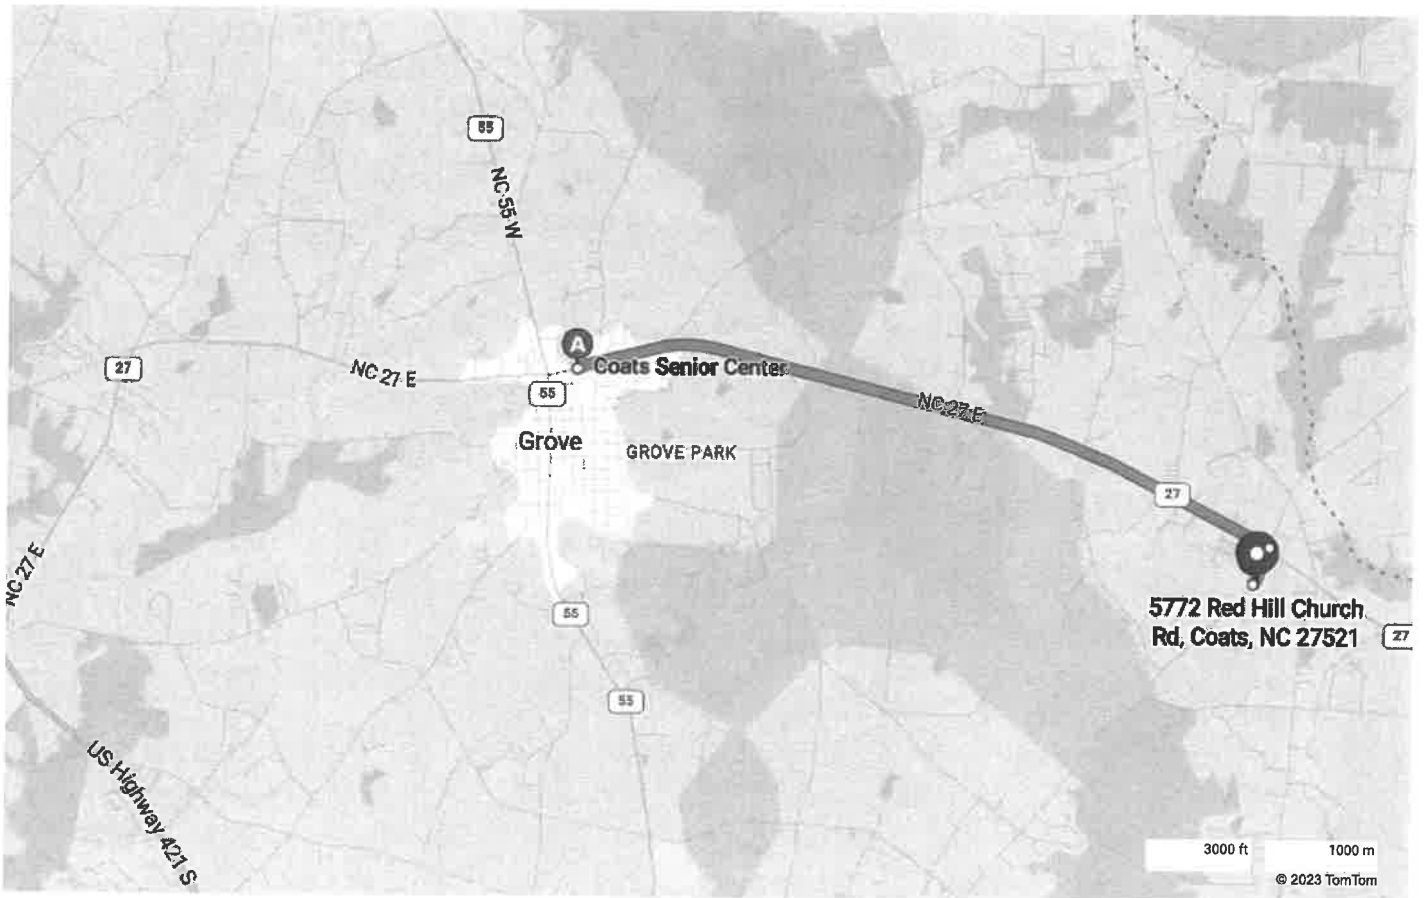 55
NC 55 W
A
27
NC 27 E
Coats Senior Center
55
NC 27 E
Grove
GROVE PARK
27
NC 27 E
5772 Red Hill Church
Rd, Coats, NC 27521
27
55
55
US Highway 421 S
3000 ft
1000 m
© 2023 TomTom